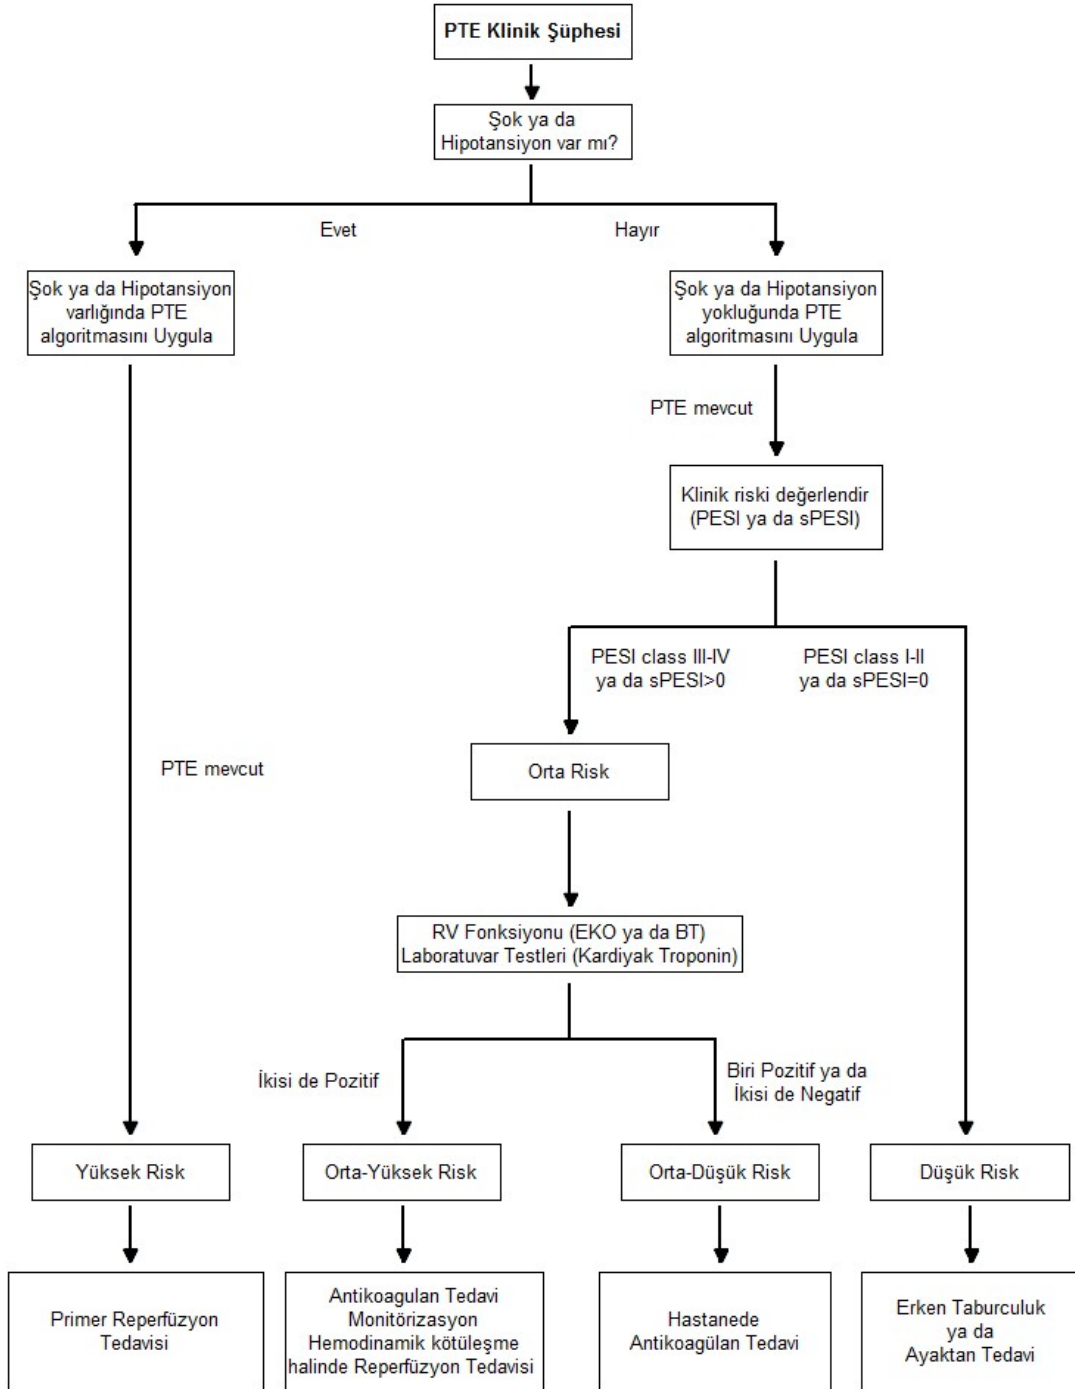 PTE Klinik Şüphesi
Şok ya da
Hipotansiyon var mı?
Evet
Hayır
Şok ya da Hipotansiyon
varlığında PTE
algoritmasını Uygula
Şok ya da Hipotansiyon
yokluğunda PTE
algoritmasını Uygula
PTE mevcut
Klinik riski değerlendir
(PESI ya da sPESI)
PESI class III-IV
ya da sPESI>0
PESI class I-II
ya da sPESI=0
PTE mevcut
Orta Risk
RV Fonksiyonu (EKO ya da BT)
Laboratuvar Testleri (Kardiyak Troponin)
İkisi de Pozitif
Biri Pozitif ya da
İkisi de Negatif
Yüksek Risk
Orta-Yüksek Risk
Orta-Düşük Risk
Düşük Risk
Primer Reperfüzyon
Tedavisi
Antikoagulan Tedavi
Monitörizasyon
Hemodinamik kötüleşme
halinde Reperfüzyon Tedavisi
Hastanede
Antikoagülan Tedavi
Erken Taburculuk
ya da
Ayaktan Tedavi